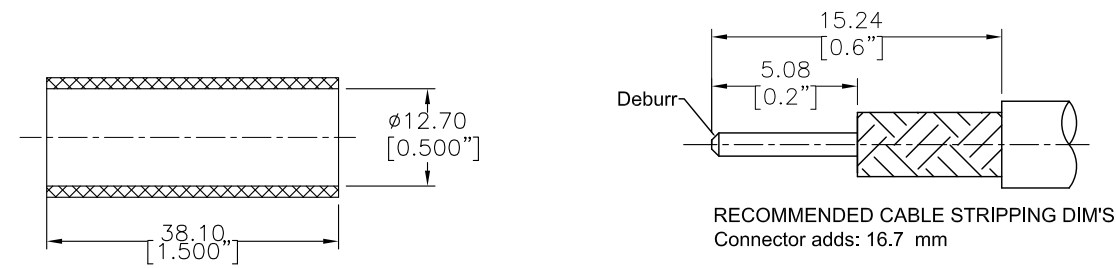 15.24
[0.6”]
5.08
[0.2”]
Deburr
ø12.70
[0.500”]
38.10
[1.500”]
RECOMMENDED CABLE STRIPPING DIM'S
Connector adds: 16.7 mm